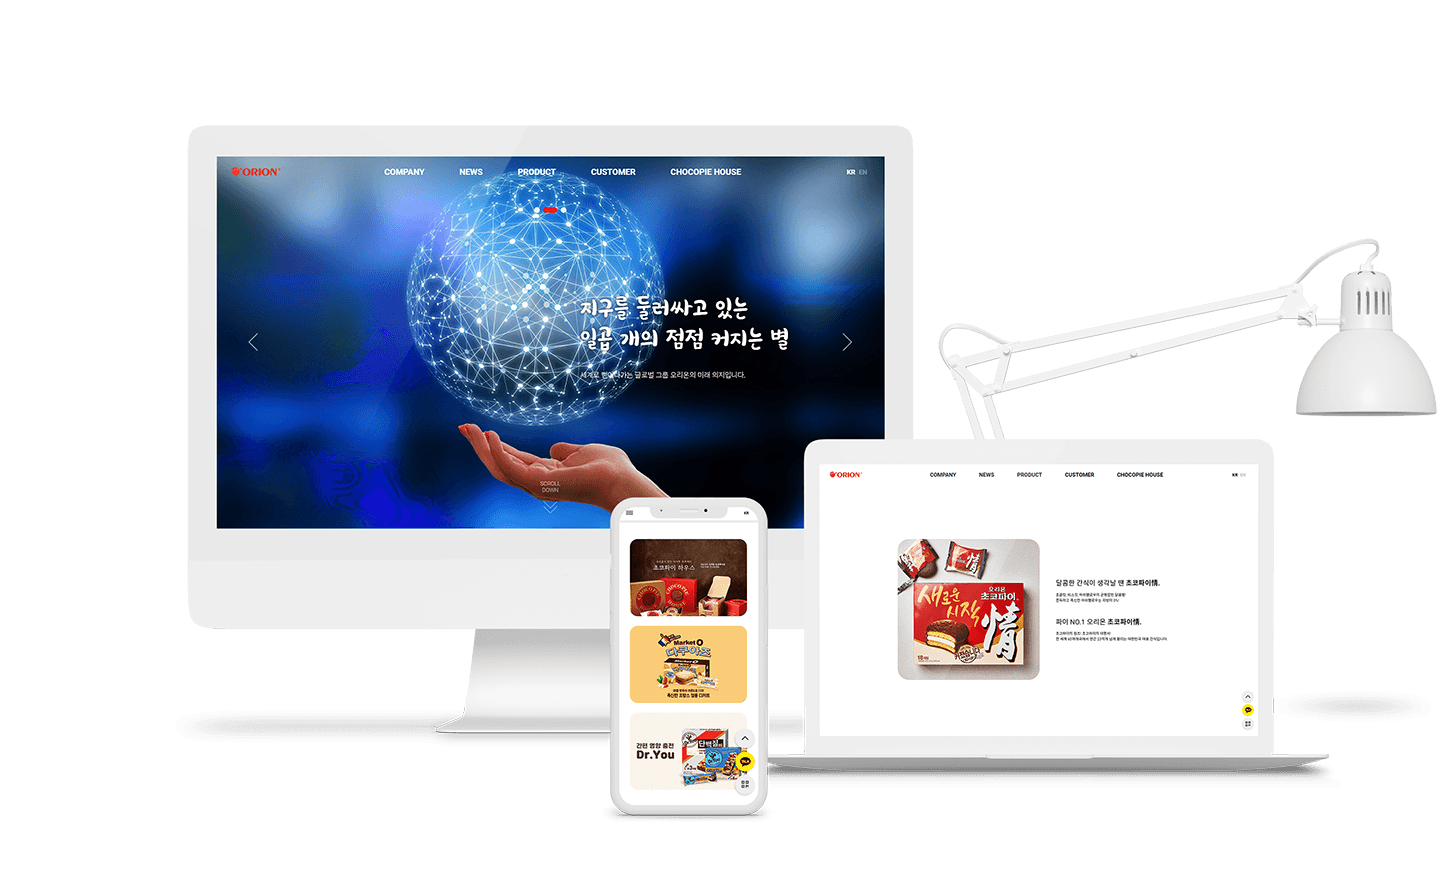 ORION
COMPANY
NEWS
PRODUCT
CUSTOMER
CHOCOPIE HOUSE
KR EN
지구를 둘러싸고 있는
일곱 개의 점점 커지는 별
세계로 뻗어나가는 글로벌 그룹 오리온의 미래 의지입니다.
SCROLL
DOWN
KR
초코파이 하우스
Market O
다쿠아즈
간편 영양 충전
Dr.You
단백질
ORION
COMPANY
NEWS
PRODUCT
CUSTOMER
CHOCOPIE HOUSE
KR EN
새로운
시작
오리온
초코파이
情
달콤한 간식이 생각날 땐 초코파이情.
파이 NO.1 오리온 초코파이情.